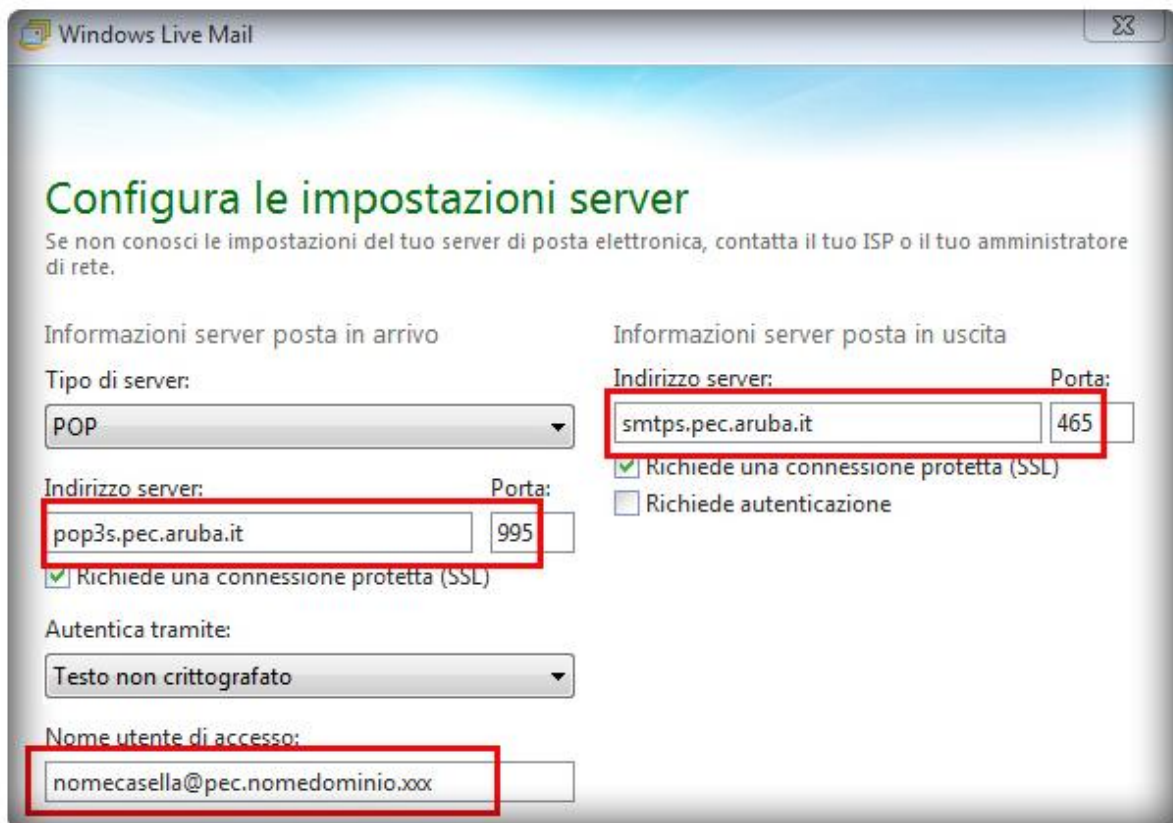 Windows Live Mail
Configura le impostazioni server
Se non conosci le impostazioni del tuo server di posta elettronica, contatta il tuo ISP o il tuo amministratore
di rete.
Informazioni server posta in arrivo
Tipo di server:
POP
Indirizzo server: Porta:
pop3s.pec.aruba.it 995
Richiede una connessione protetta (SSL)
Autentica tramite:
Testo non crittografato
Nome utente di accesso:
nomecasella@pec.nomedominio.xxx
Informazioni server posta in uscita
Indirizzo server: Porta:
smtps.pec.aruba.it 465
Richiede una connessione protetta (SSL)
Richiede autenticazione